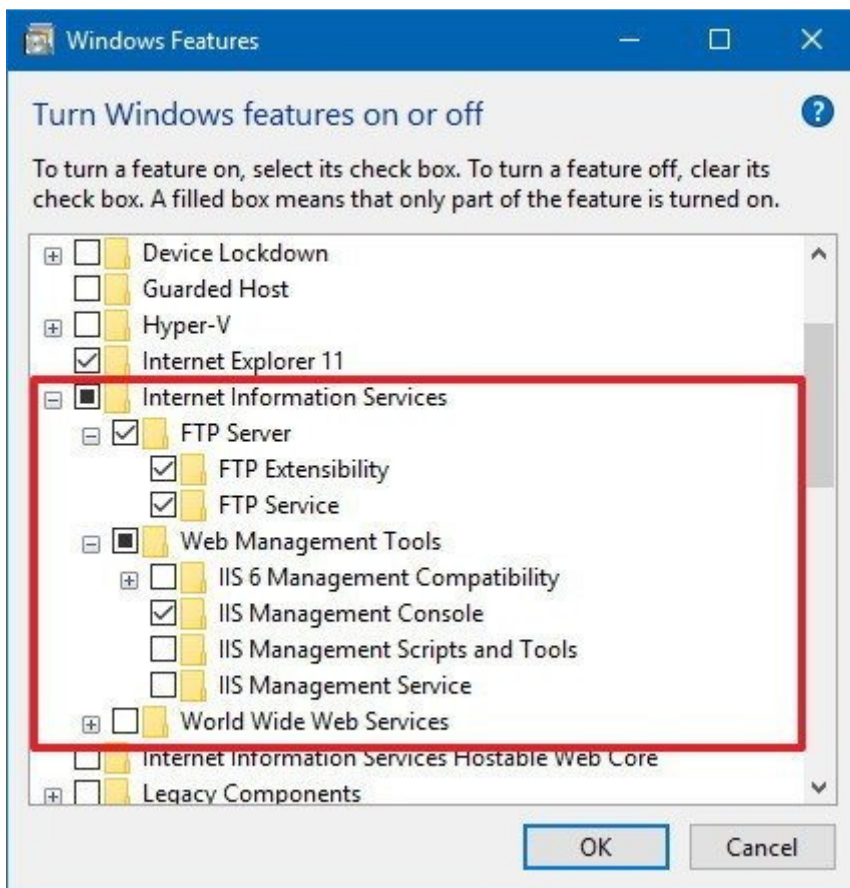 Windows Features
Turn Windows features on or off
?
To turn a feature on, select its check box. To turn a feature off, clear its
check box. A filled box means that only part of the feature is turned on.
Device Lockdown
Guarded Host
Hyper-V
Internet Explorer 11
Internet Information Services
FTP Server
FTP Extensibility
FTP Service
Web Management Tools
IIS 6 Management Compatibility
IIS Management Console
IIS Management Scripts and Tools
IIS Management Service
World Wide Web Services
Internet Information Services Hostable Web Core
Legacy Components
OK
Cancel